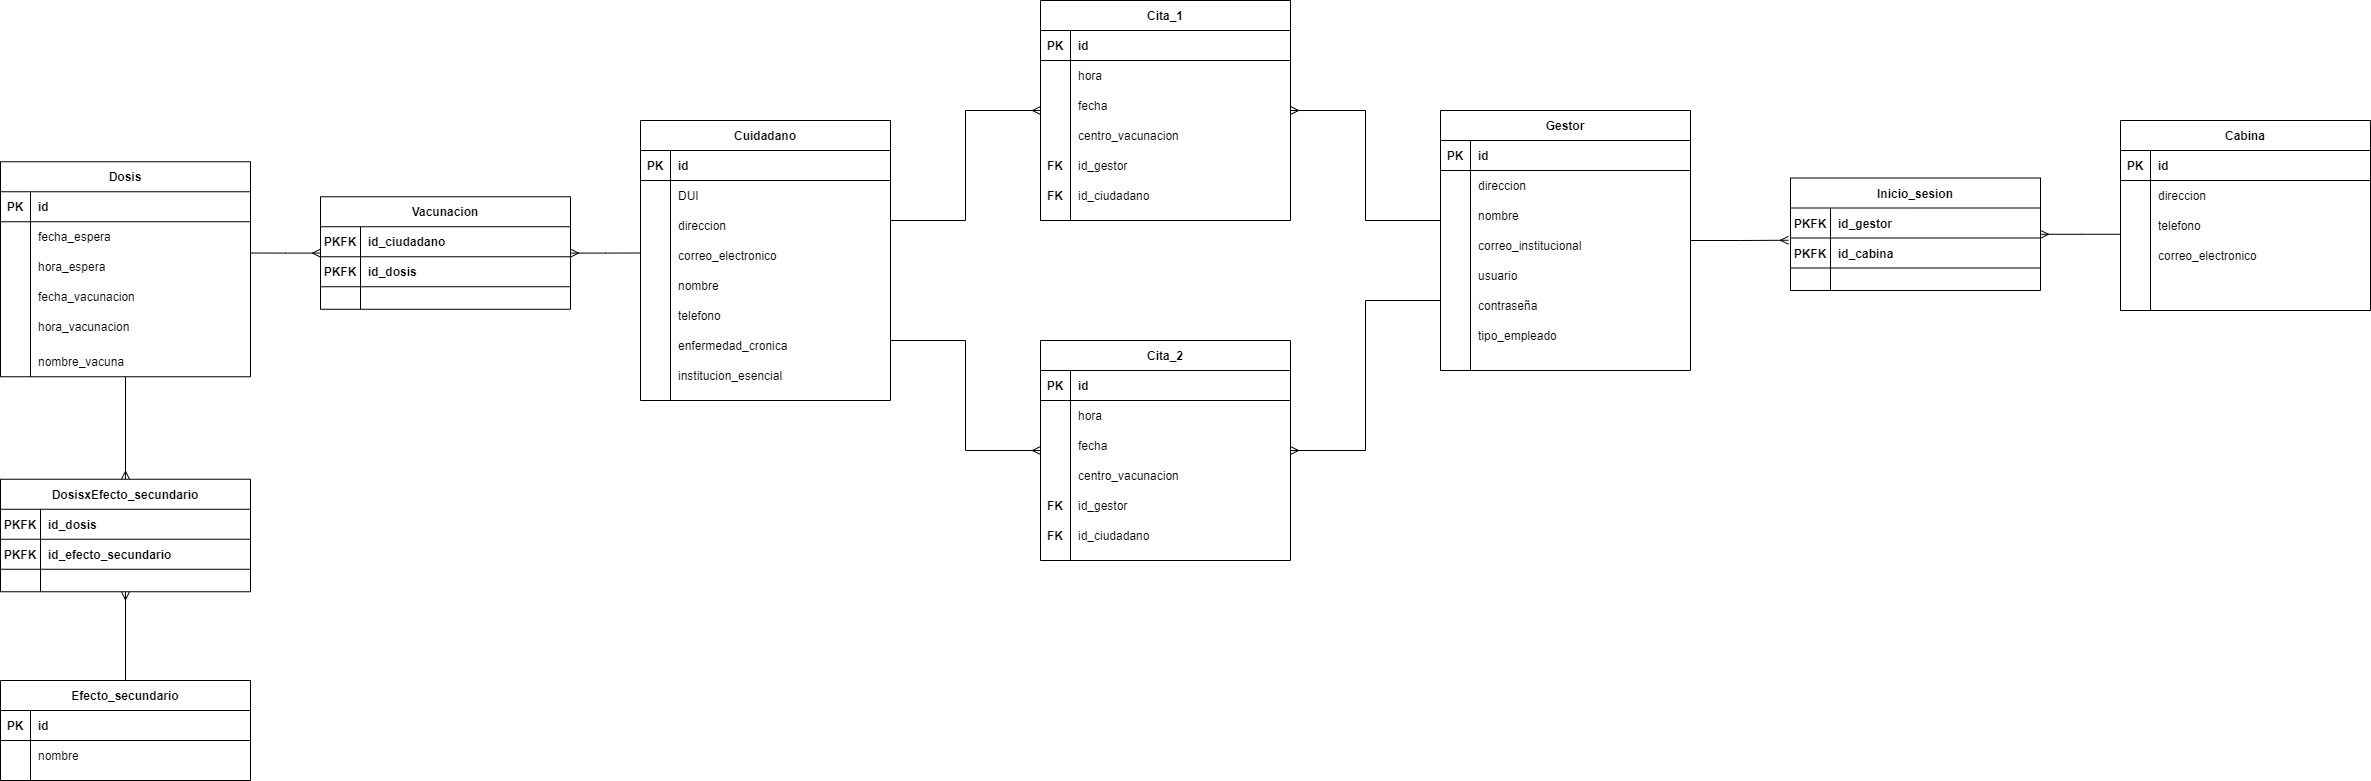 Dosis
PK id
fecha_espera
hora_espera
fecha_vacunacion
hora_vacunacion
nombre_vacuna
DosisxEfecto_secundario
PKFK id_dosis
PKFK id_efecto_secundario
Efecto_secundario
PK id
nombre
Vacunacion
PKFK id_ciudadano
PKFK id_dosis
Cuidadano
PK id
DUI
direccion
correo_electronico
nombre
telefono
enfermedad_cronica
institucion_esencial
Cita_1
PK id
hora
fecha
centro_vacunacion
FK id_gestor
FK id_ciudadano
Cita_2
PK id
hora
fecha
centro_vacunacion
FK id_gestor
FK id_ciudadano
Gestor
PK id
direccion
nombre
correo_institucional
usuario
contraseña
tipo_empleado
Inicio_sesion
PKFK id_gestor
PKFK id_cabina
Cabina
PK id
direccion
telefono
correo_electronico